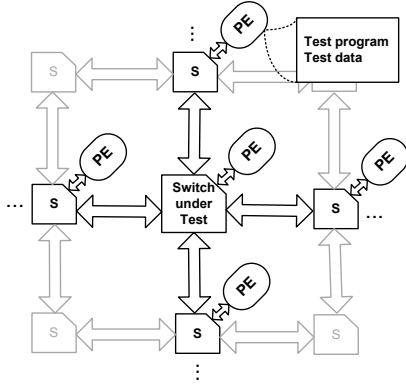 ...
PE
Test program
Test data
S
S
PE
PE
PE
... S
Switch
under
Test
S ...
PE
S
S
S
...